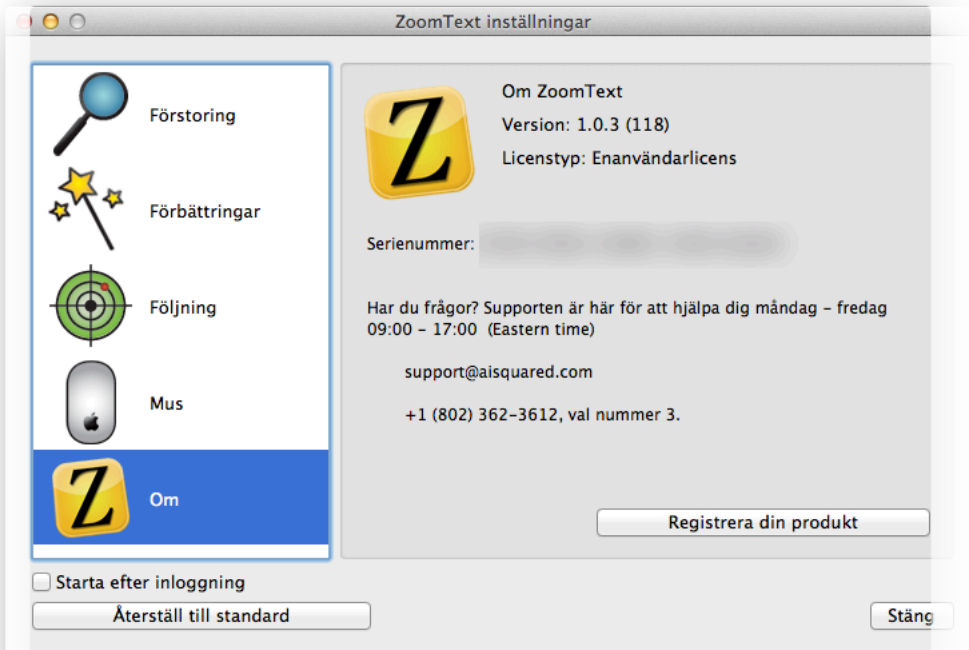 ZoomText inställningar
Förstoring
Förbättringar
Följning
Mus
Om
Z
Z
Om ZoomText
Version: 1.0.3 (118)
Licenstyp: Enanvändarlicens
Serienummer:
Har du frågor? Supporten är här för att hjälpa dig måndag – fredag
09:00 – 17:00 (Eastern time)
support@aisquared.com
+1 (802) 362-3612, val nummer 3.
Registrera din produkt
Starta efter inloggning
Återställ till standard
Stäng